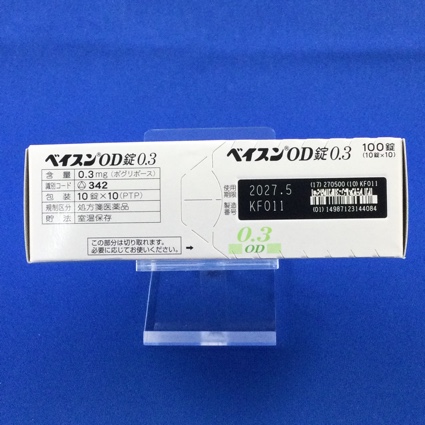 ベイスン®OD錠0.3
含量 0.3mg(ボグリボース)
識別コード 342
包装 10錠×10(PTP)
規制区分 処方箋医薬品
貯法 室温保存
この部分は切り取れます。
必要に応じてお使いください。
ベイスン®OD錠0.3
100錠
(10錠×10)
使用期限 2027.5
製造番号 KF011
(17) 270500 (10) KF011
(01) 14987123144084
0.3
OD